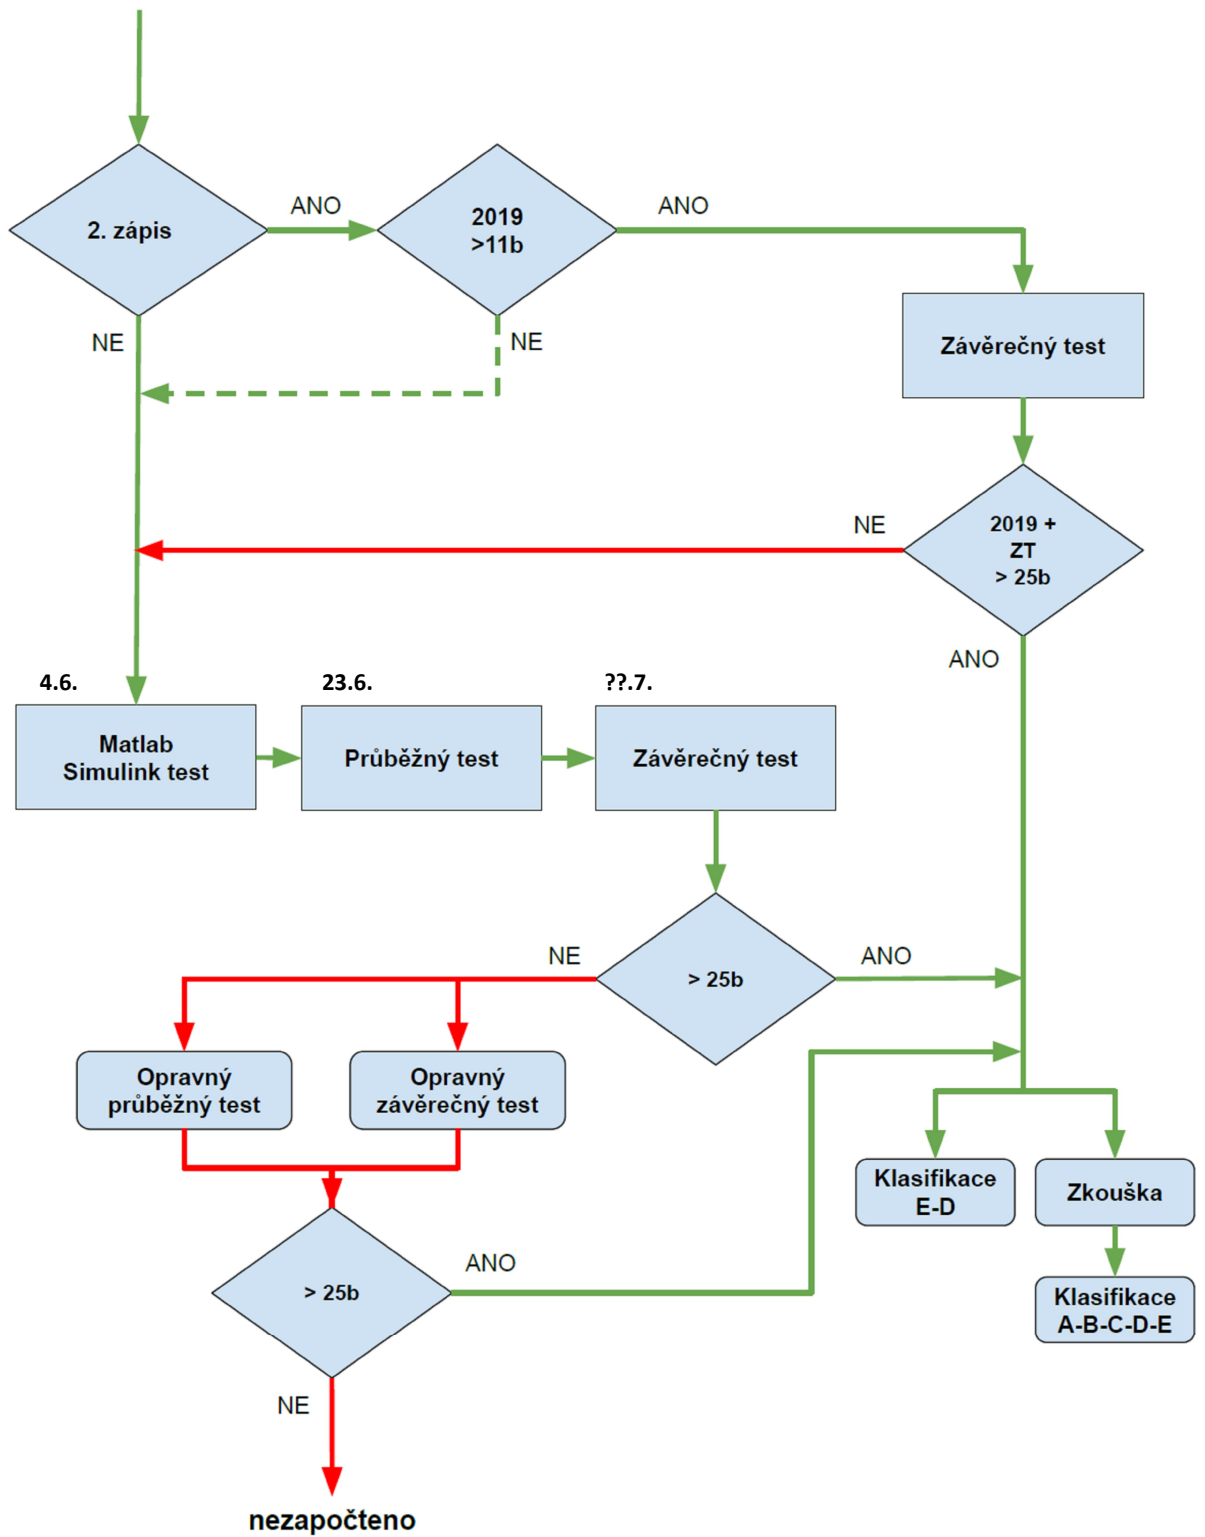 ANO
ANO
2. zápis
2019
>11b
NE
NE
Závěrečný test
NE
2019 +
ZT
> 25b
ANO
4.6.
23.6.
??.7.
Matlab
Simulink test
Průběžný test
Závěrečný test
NE
ANO
> 25b
Opravný
průběžný test
Opravný
závěrečný test
Klasifikace
E-D
Zkouška
ANO
> 25b
Klasifikace
A-B-C-D-E
NE
nezapočteno